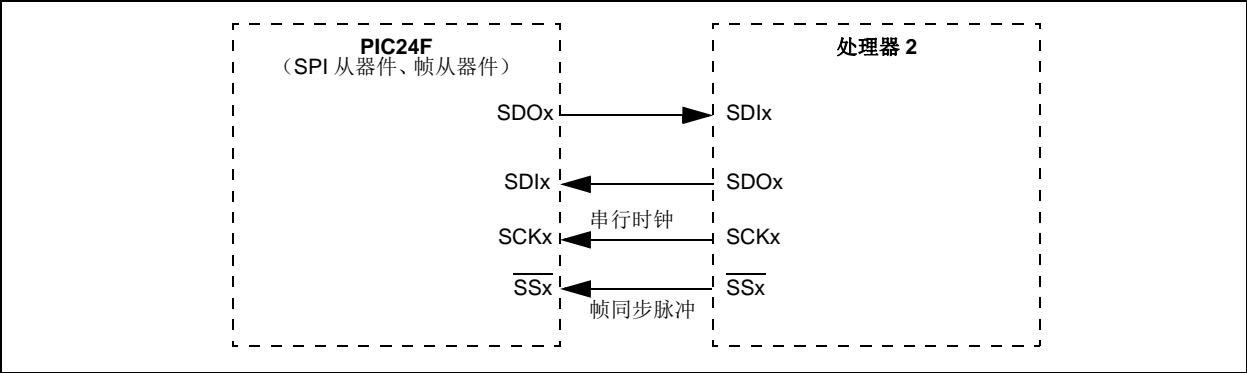 PIC24F
（SPI 从器件、帧从器件）
处理器 2
SDOx
SDIx
SDIx
SDOx
串行时钟
SCKx
SCKx
SSx
SSx
帧同步脉冲